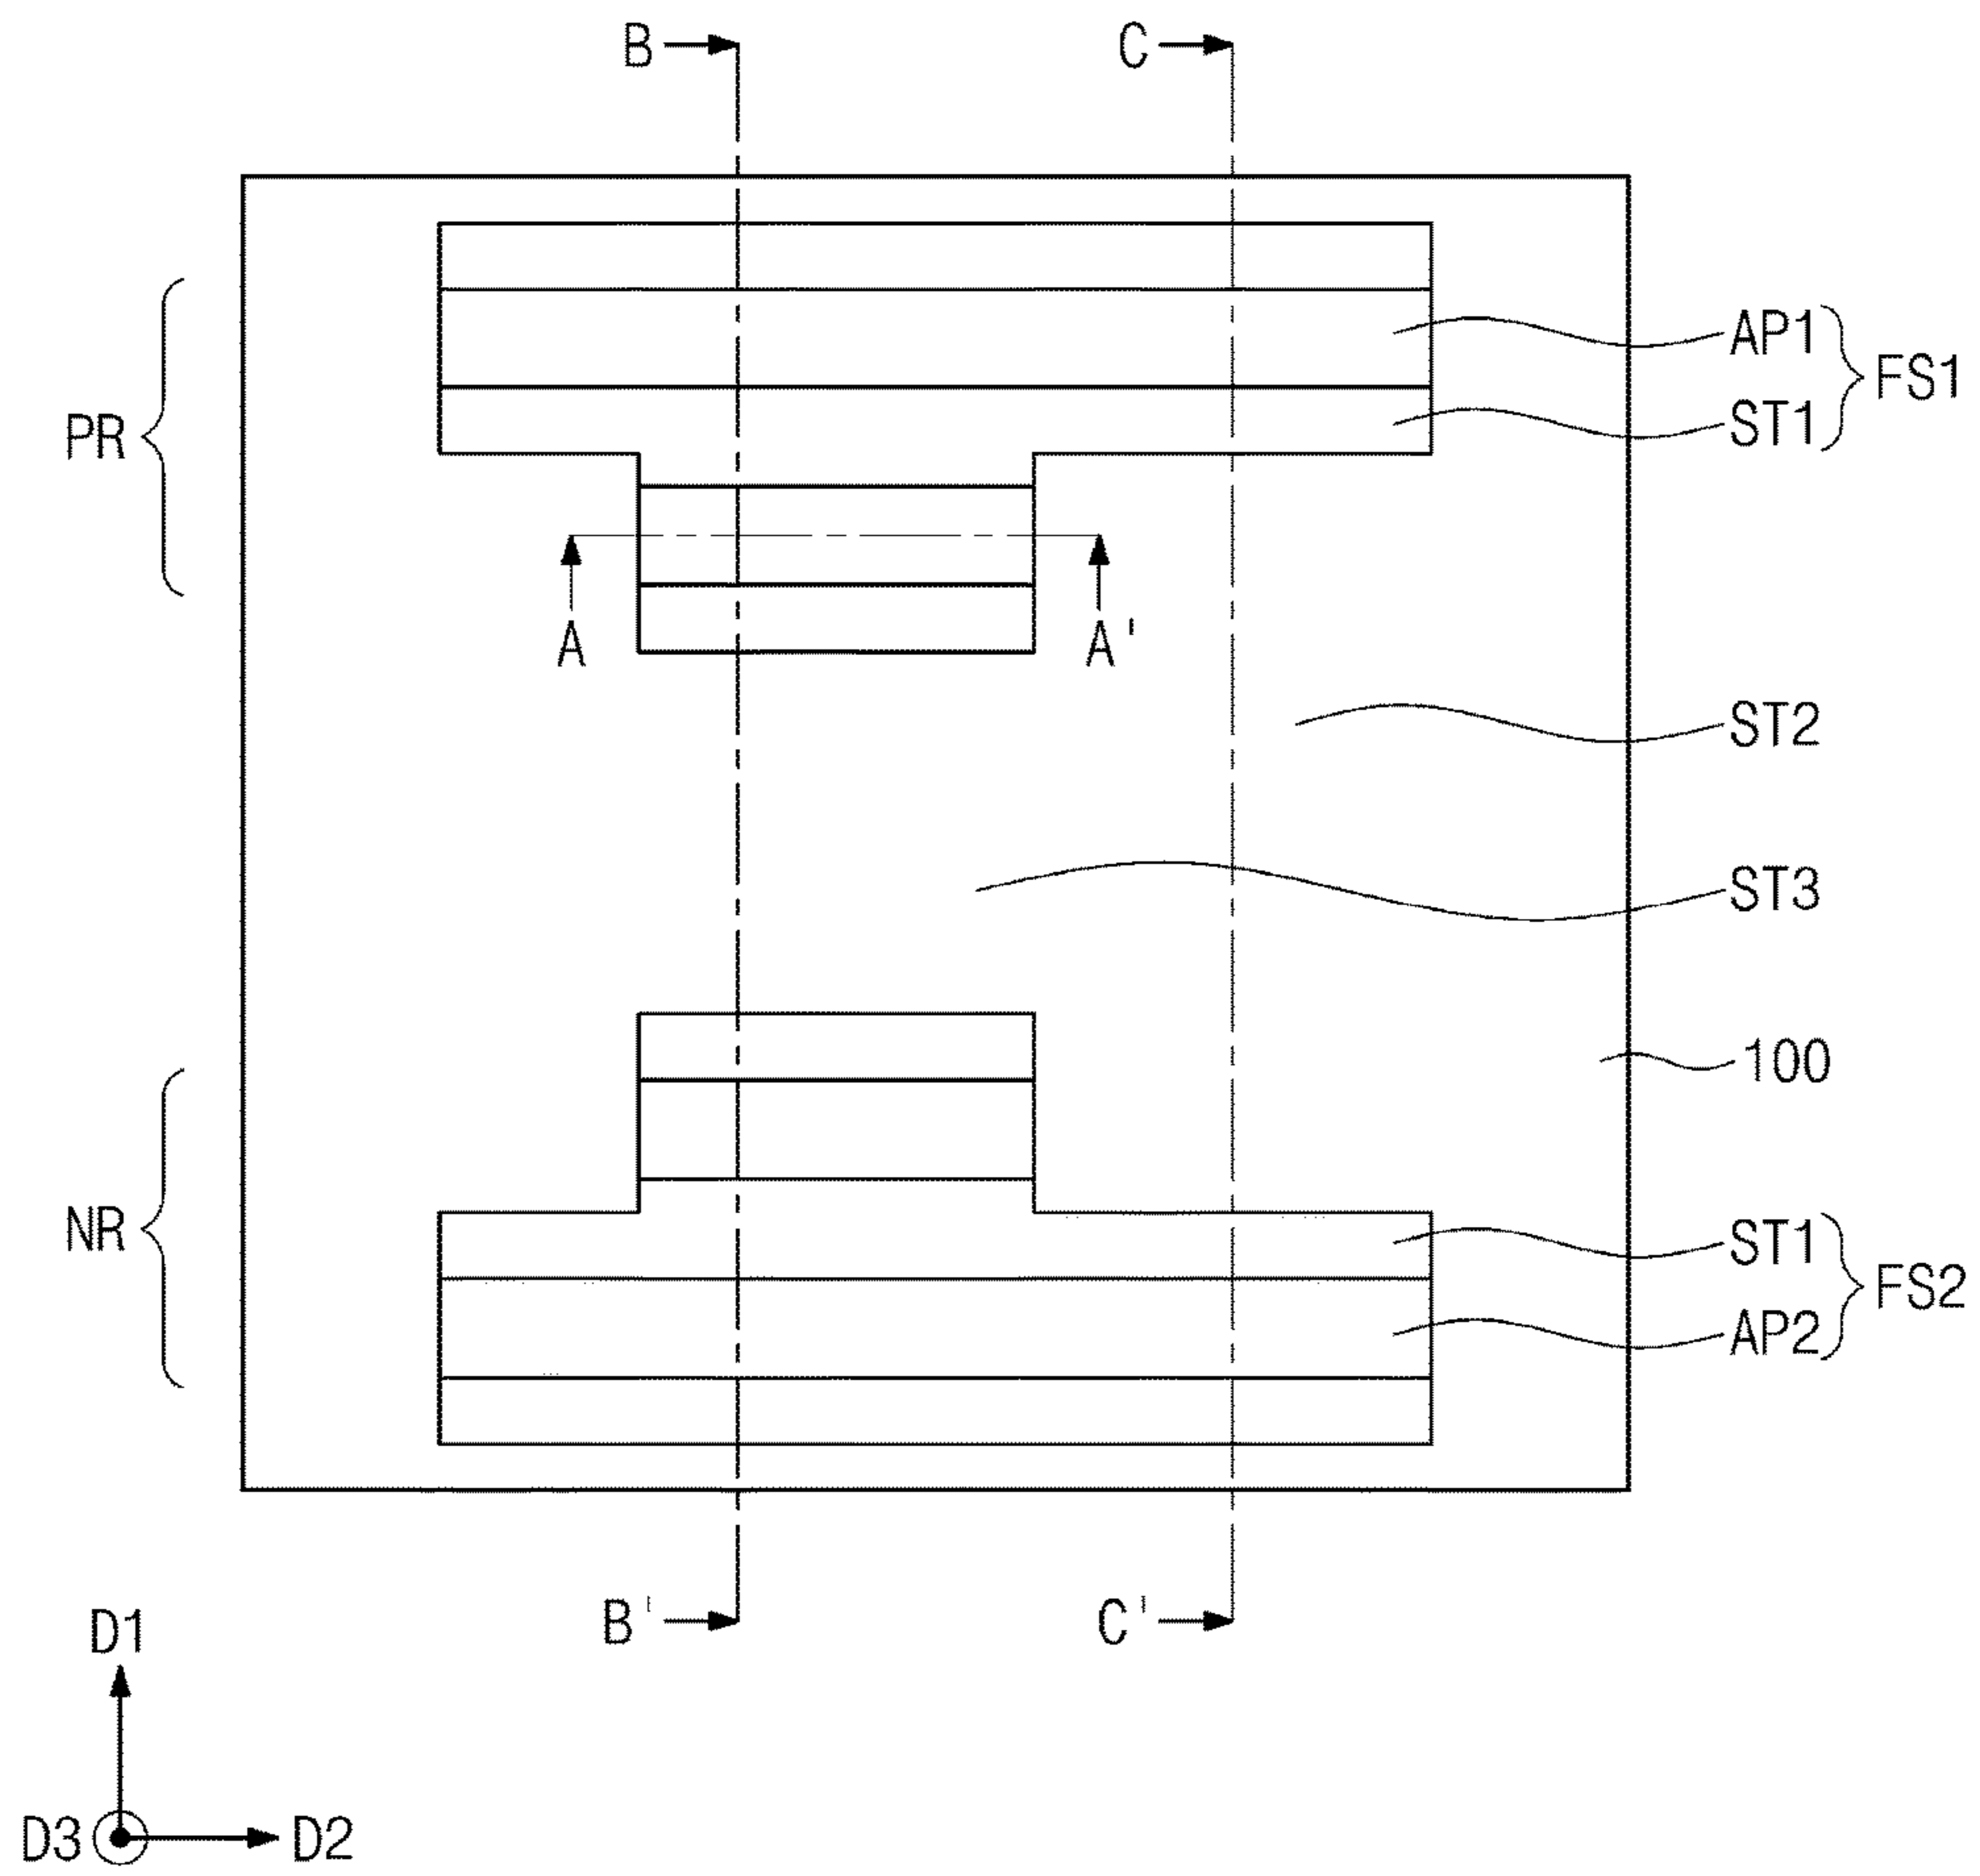 B
C
AP1
FS1
ST1
PR
A
A'
ST2
ST3
100
NR
ST1
FS2
AP2
B'
C'
D1
D3
D2